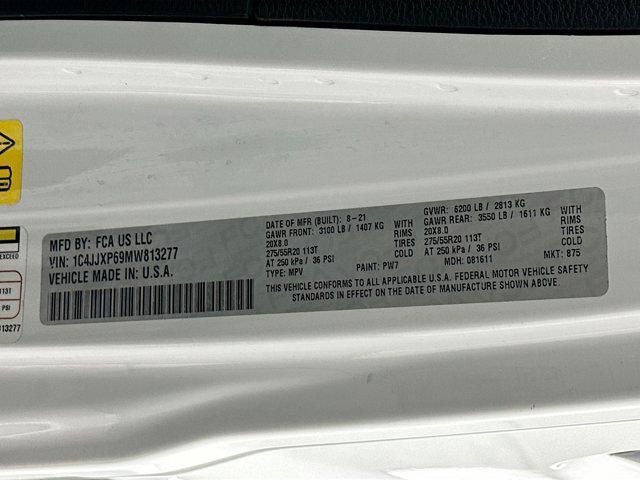 MFD BY: FCA US LLC
VIN: 1C4JJXP69MW813277
VEHICLE MADE IN U.S.A.
DATE OF MFR (BUILT): 8-21
GAWR FRONT: 3100 LB / 1407 KG WITH
20X8.0 RIMS
275/55R20 113T TIRES
AT 250 kPa / 36 PSI COLD
TYPE: MPV PAINT: PW7
GVWR: 6200 LB / 2813 KG
GAWR REAR: 3550 LB / 1611 KG WITH
20X8.0 RIMS
275/55R20 113T TIRES
AT 250 kPa / 36 PSI COLD
MDH: 081611 MKT: 875
THIS VEHICLE CONFORMS TO ALL APPLICABLE U.S.A. FEDERAL MOTOR VEHICLE SAFETY
STANDARDS IN EFFECT ON THE DATE OF MANUFACTURE SHOWN ABOVE.
EXCEED
113T
PSI
813277